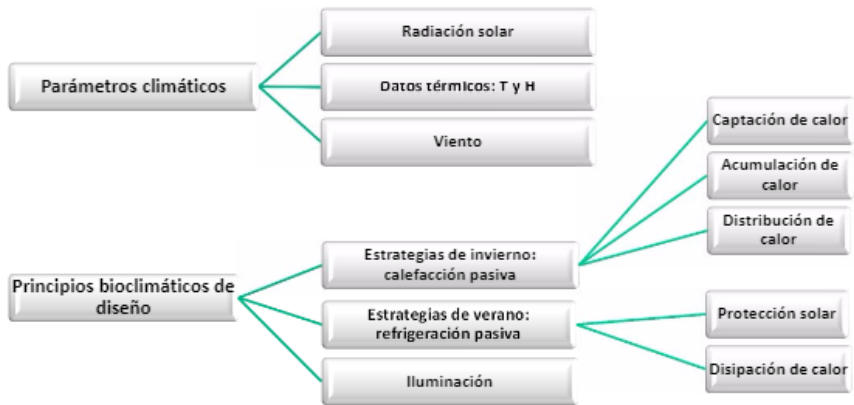 Parámetros climáticos
Radiación solar
Datos térmicos: T y H
Viento
Principios bioclimáticos de
diseño
Estrategias de invierno:
calefacción pasiva
Captación de calor
Acumulación de
calor
Distribución de
calor
Estrategias de verano:
refrigeración pasiva
Protección solar
Disipación de calor
Iluminación